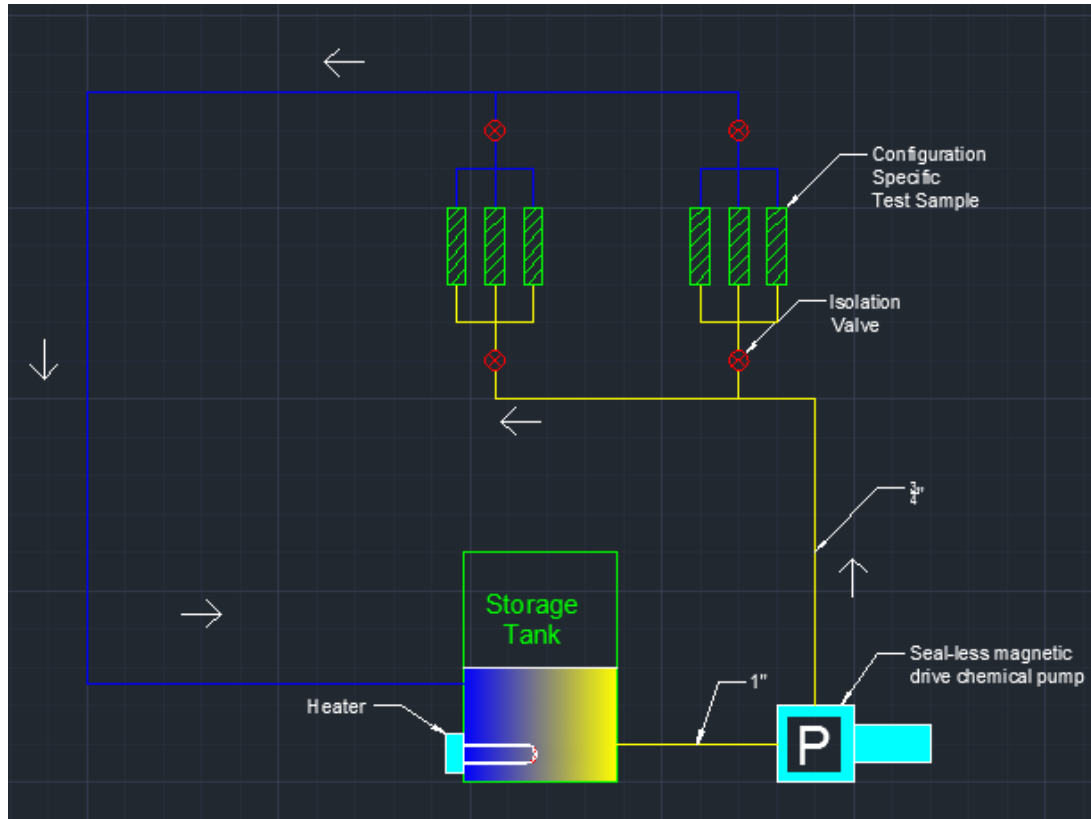 Configuration
Specific
Test Sample
Isolation
Valve
3/4"
Storage
Tank
Seal-less magnetic
drive chemical pump
1"
Heater
P